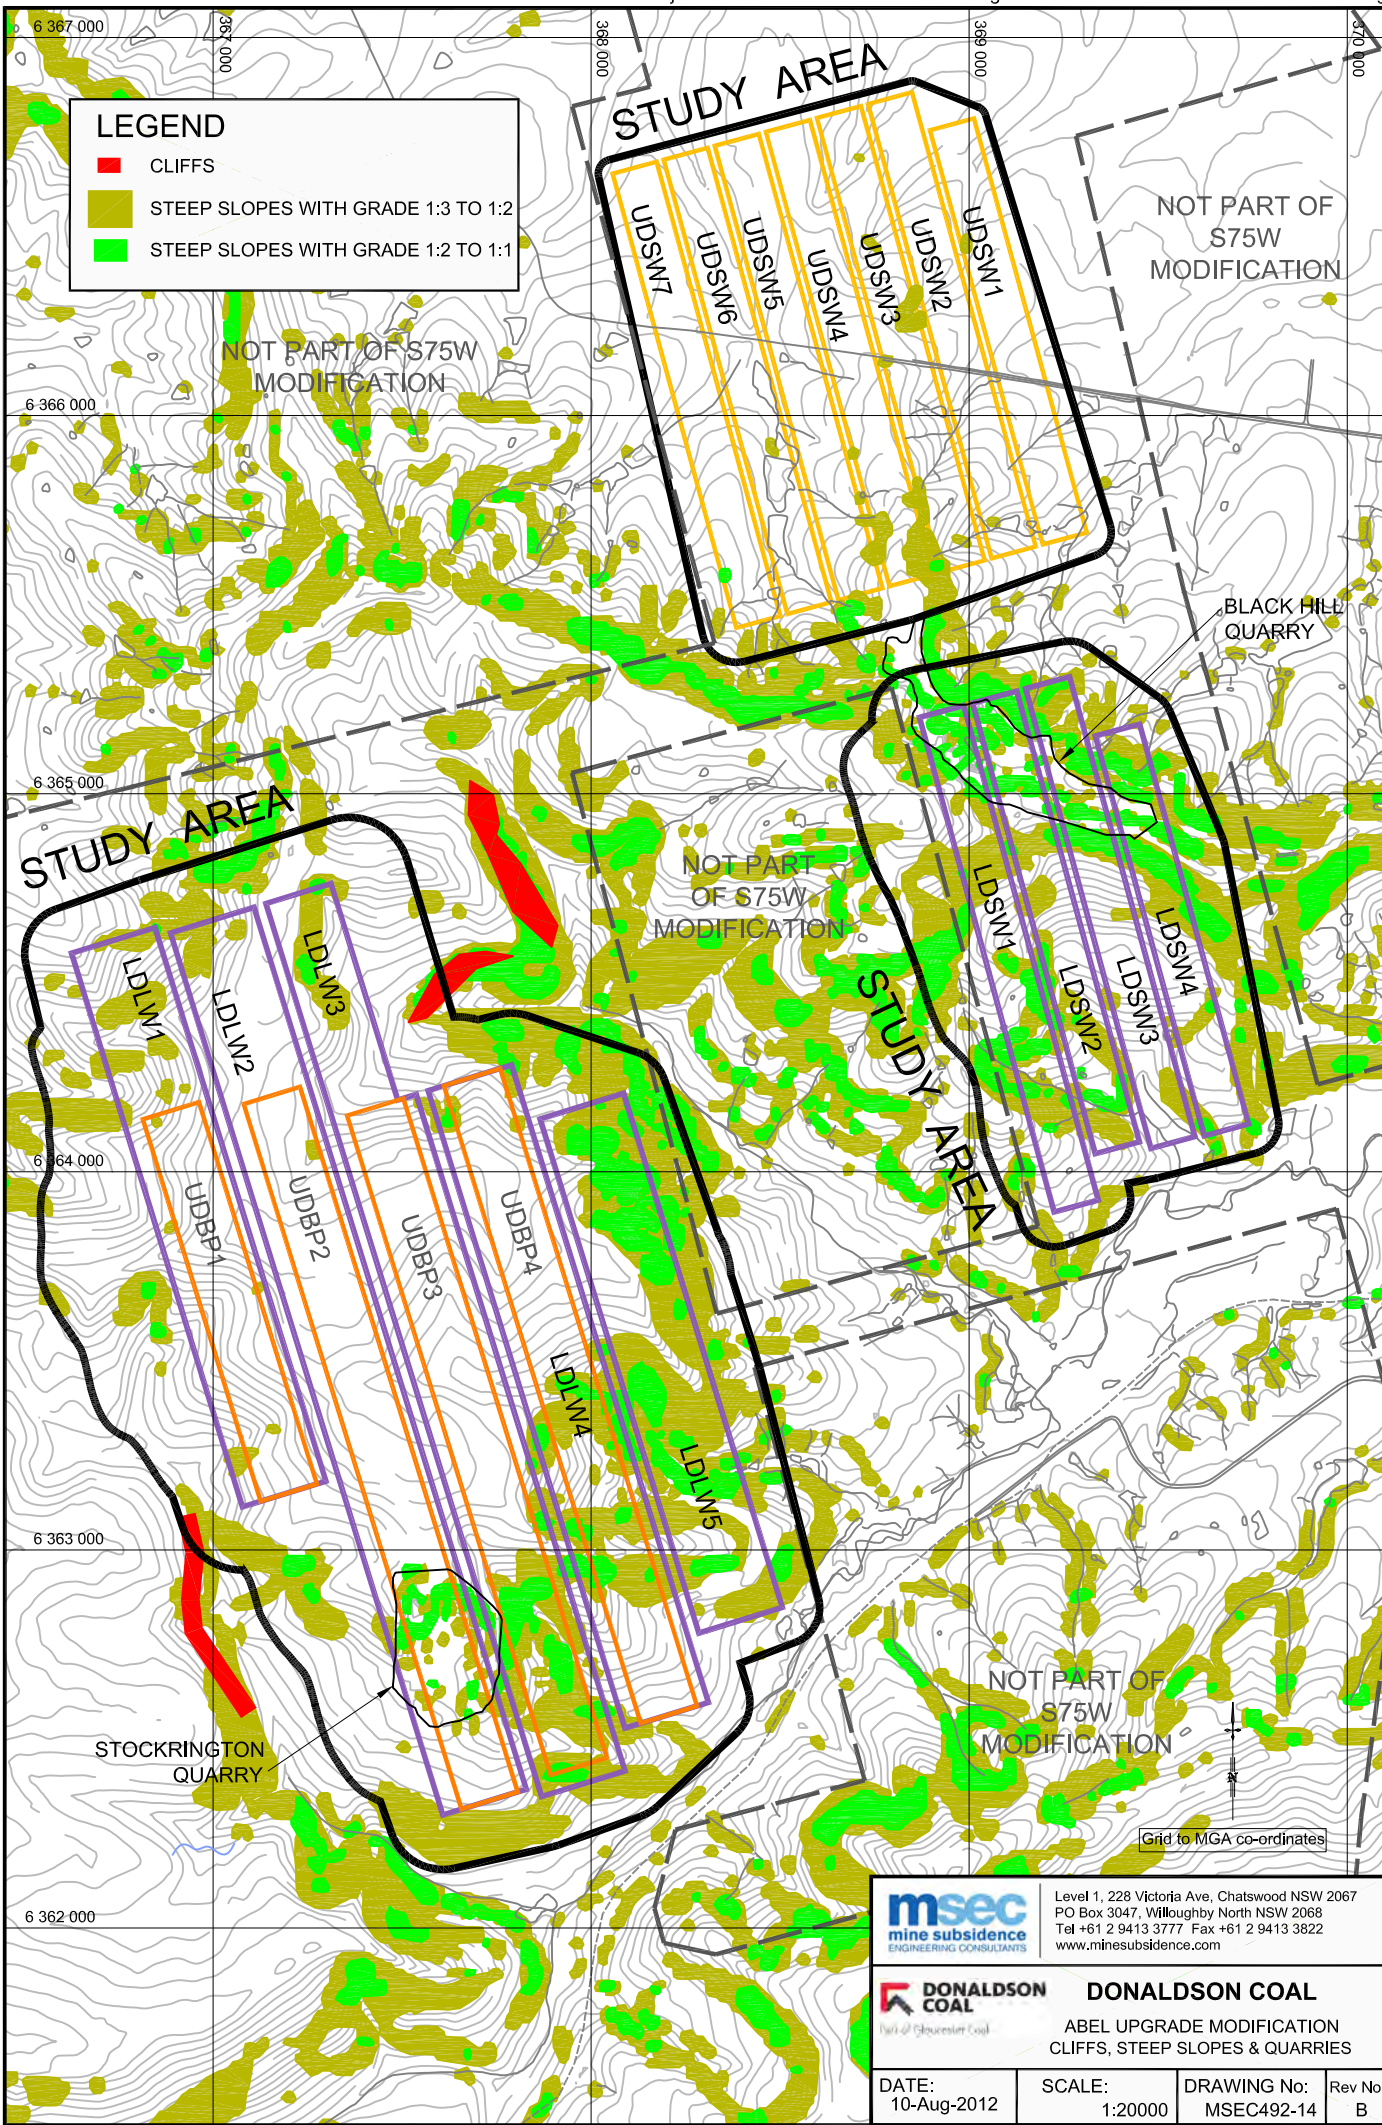 6 367 000
367 000
368 000
369 000
370 000
STUDY AREA
LEGEND
CLIFFS
STEEP SLOPES WITH GRADE 1:3 TO 1:2
STEEP SLOPES WITH GRADE 1:2 TO 1:1
NOT PART OF
S75W
MODIFICATION
UDSW7
UDSW6
UDSW5
UDSW4
UDSW3
UDSW2
UDSW1
NOT PART OF S75W
MODIFICATION
6 366 000
BLACK HILL
QUARRY
6 365 000
STUDY AREA
NOT PART
OF S75W
MODIFICATION
LDSW1
LDSW2
LDSW3
LDSW4
STUDY AREA
LDLW1
LDLW2
LDLW3
6 364 000
UDBP1
UDBP2
UDBP3
UDBP4
LDLW4
LDLW5
6 363 000
STOCKRINGTON
QUARRY
NOT PART OF
S75W
MODIFICATION
N
Grid to MGA co-ordinates
6 362 000
msec
mine subsidence
ENGINEERING CONSULTANTS
Level 1, 228 Victoria Ave, Chatswood NSW 2067
PO Box 3047, Willoughby North NSW 2068
Tel +61 2 9413 3777 Fax +61 2 9413 3822
www.minesubsidence.com
DONALDSON
COAL
Part of Gloucester Coal
DONALDSON COAL
ABEL UPGRADE MODIFICATION
CLIFFS, STEEP SLOPES & QUARRIES
DATE:
10-Aug-2012
SCALE:
1:20000
DRAWING No:
MSEC492-14
Rev No
B